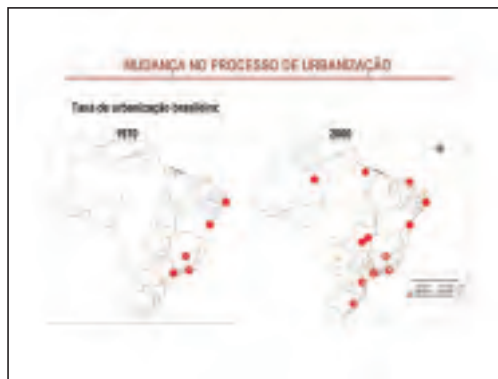 MUDANÇA NO PROCESSO DE URBANIZAÇÃO
Taxa de urbanização brasileira:
1970
2000